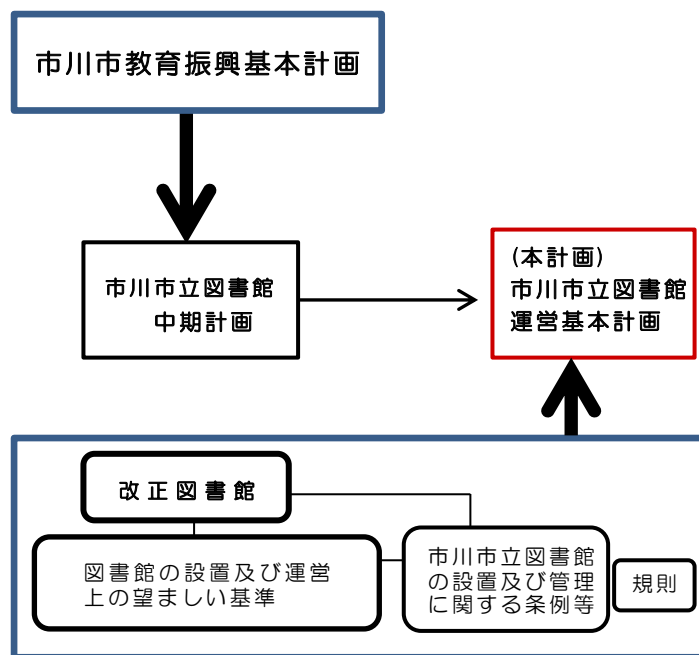 市川市教育振興基本計画
市川市立図書館
中期計画
(本計画)
市川市立図書館
運営基本計画
改正図書館
図書館の設置及び運営
上の望ましい基準
市川市立図書館
の設置及び管理
に関する条例等
規則